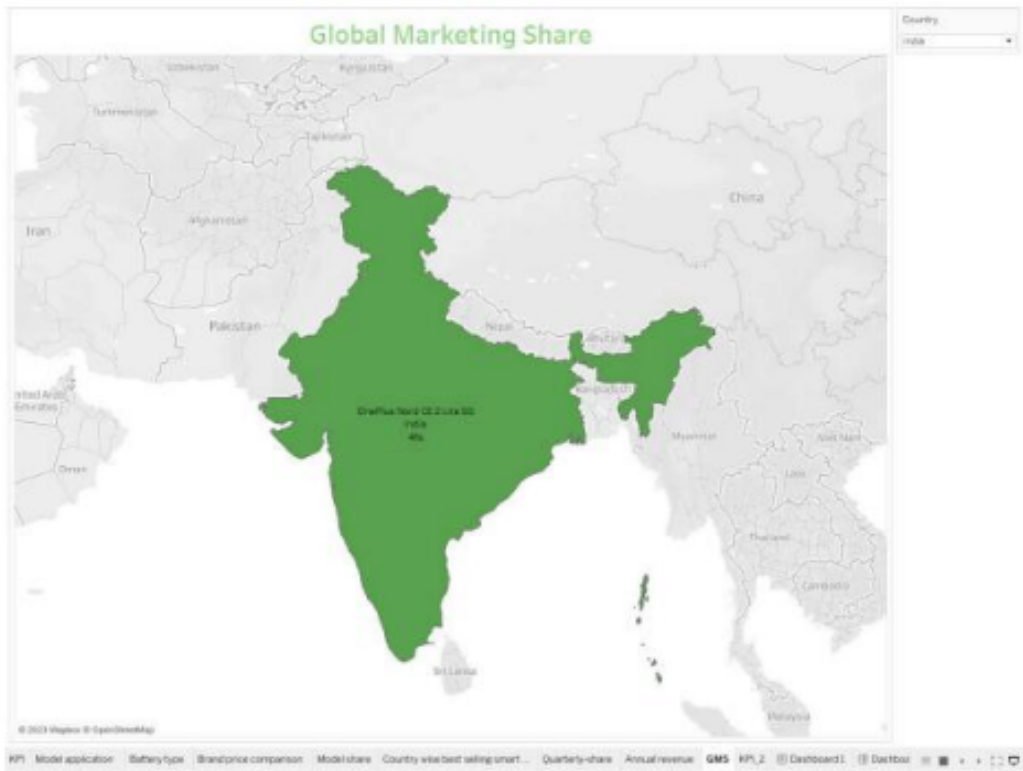 Global Marketing Share
Country
India
Uzbekistan
Kyrgyzstan
Turkmenistan
Tajikistan
China
Afghanistan
Iran
Pakistan
Nepal
Bhutan
United Arab
Emirates
Bangladesh
OnePlus Nord CE 2 Lite 5G
India
4%
Myanmar
Viet Nam
Oman
Laos
Thailand
Cambodia
Sri Lanka
Malaysia
© 2023 Mapbox © OpenStreetMap
KPI Model application Battery type Brand price comparison Model share Country wise best selling smart... Quarterly-share Annual revenue GMS KPI_2 Dashboard 1 Dashboar